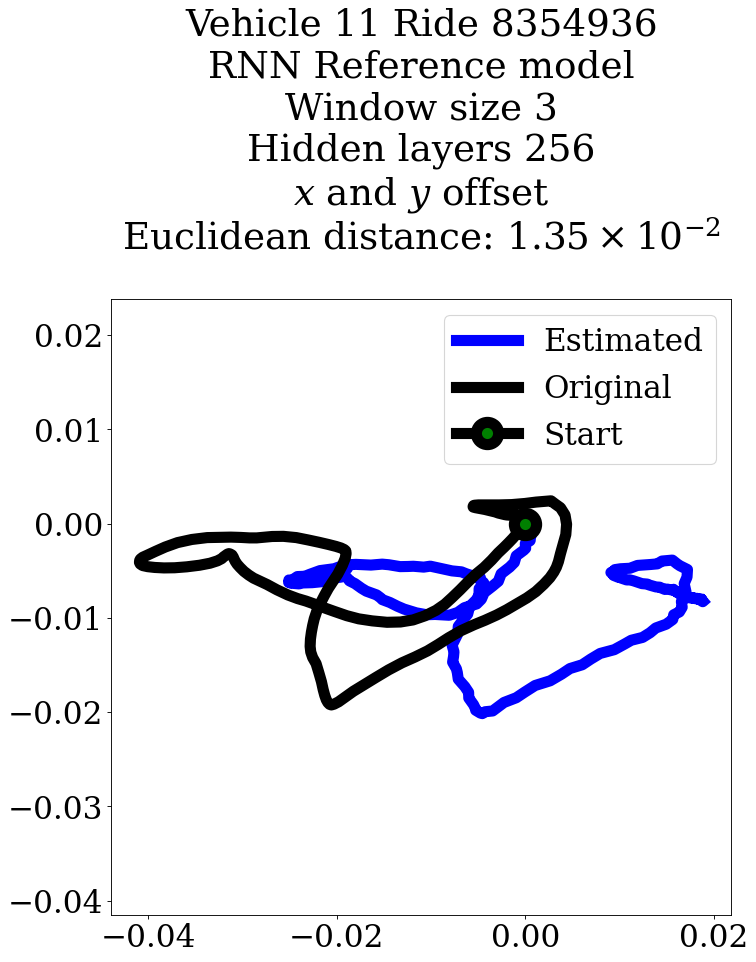 Vehicle 11 Ride 8354936
RNN Reference model
Window size 3
Hidden layers 256
x and y offset
Euclidean distance: 1.35 × 10⁻²
Estimated
Original
Start
0.02
0.01
0.00
−0.01
−0.02
−0.03
−0.04
−0.04 −0.02 0.00 0.02